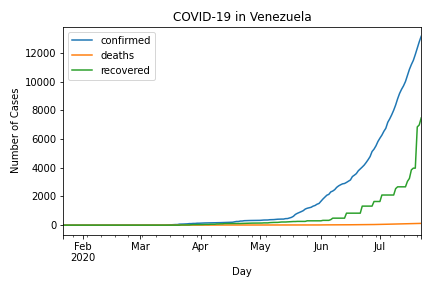 COVID-19 in Venezuela
confirmed
deaths
recovered
Number of Cases
12000
10000
8000
6000
4000
2000
0
Feb Mar Apr May Jun Jul
2020
Day